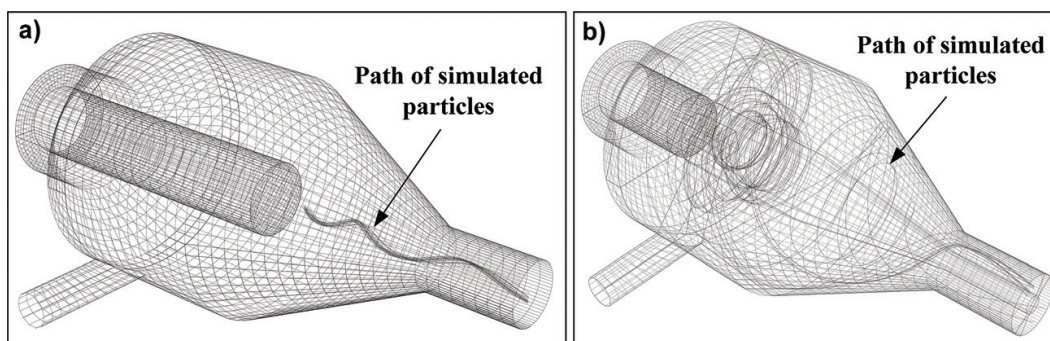 a)
Path of simulated
particles
b)
Path of simulated
particles